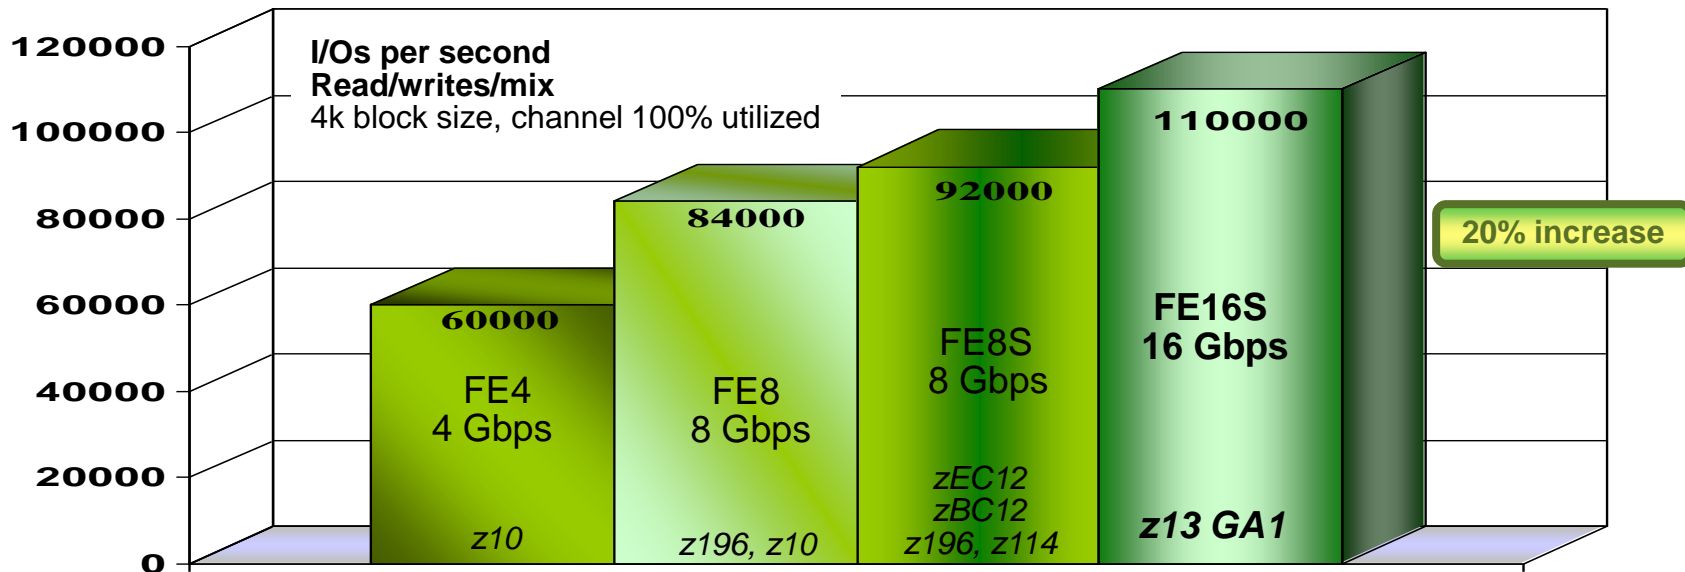 120000
100000
80000
60000
40000
20000
0
I/Os per second
Read/writes/mix
4k block size, channel 100% utilized
60000
FE4
4 Gbps
z10
84000
FE8
8 Gbps
z196, z10
92000
FE8S
8 Gbps
zEC12
zBC12
z196, z114
110000
FE16S
16 Gbps
z13 GA1
20% increase